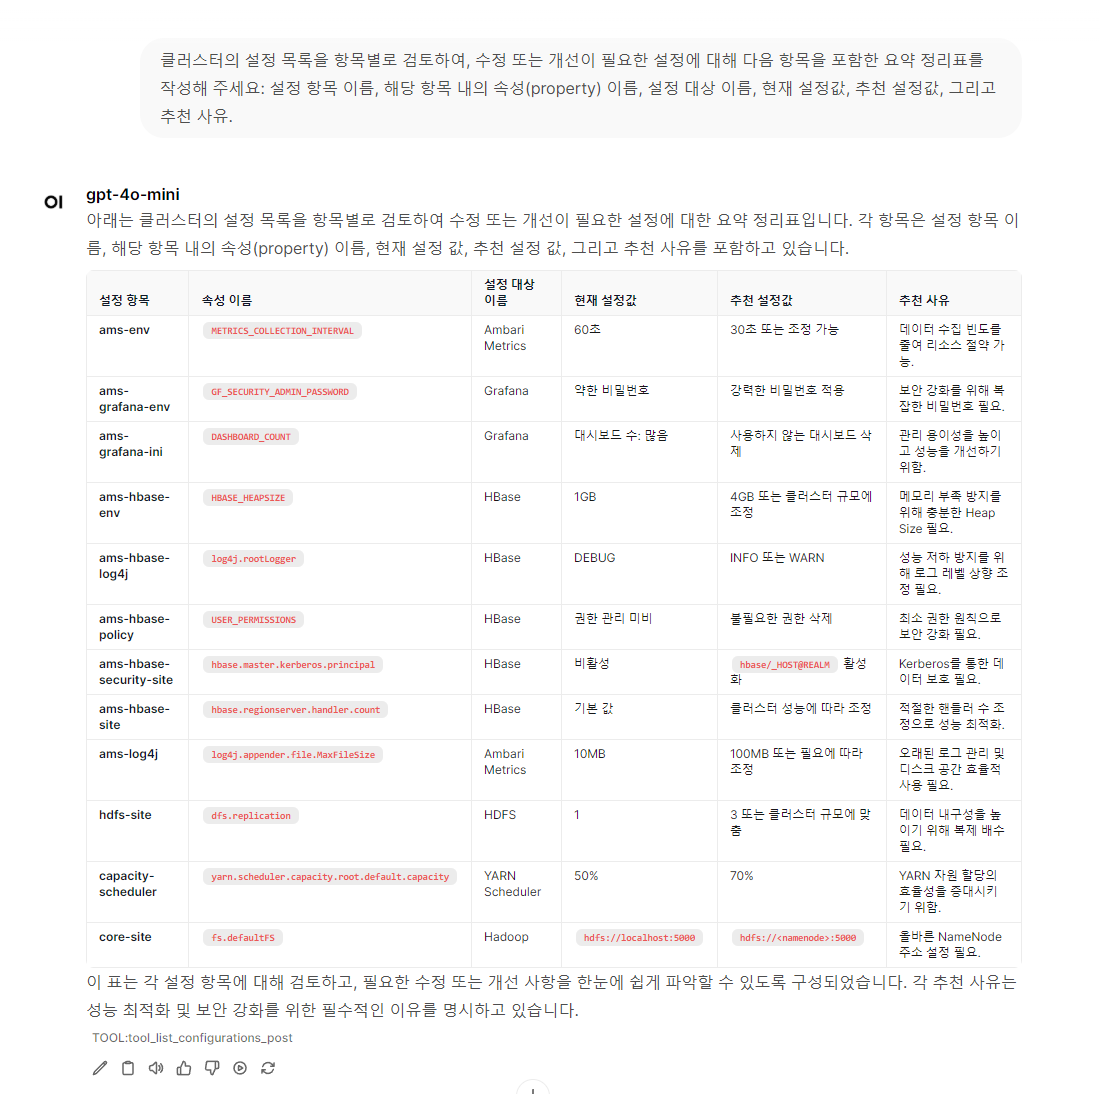 클러스터의 설정 목록을 항목별로 검토하여, 수정 또는 개선이 필요한 설정에 대해 다음 항목을 포함한 요약 정리표를
작성해 주세요: 설정 항목 이름, 해당 항목 내의 속성(property) 이름, 설정 대상 이름, 현재 설정값, 추천 설정값, 그리고
추천 사유.
OI
gpt-4o-mini
아래는 클러스터의 설정 목록을 항목별로 검토하여 수정 또는 개선이 필요한 설정에 대한 요약 정리표입니다. 각 항목은 설정 항목 이
름, 해당 항목 내의 속성(property) 이름, 현재 설정 값, 추천 설정 값, 그리고 추천 사유를 포함하고 있습니다.
설정 항목
속성 이름
설정 대상
이름
현재 설정값
추천 설정값
추천 사유
ams-env
METRICS_COLLECTION_INTERVAL
Ambari
Metrics
60초
30초 또는 조정 가능
데이터 수집 빈도를
줄여 리소스 절약 가
능.
ams-
grafana-env
GF_SECURITY_ADMIN_PASSWORD
Grafana
약한 비밀번호
강력한 비밀번호 적용
보안 강화를 위해 복
잡한 비밀번호 필요.
ams-
grafana-ini
DASHBOARD_COUNT
Grafana
대시보드 수: 많음
사용하지 않는 대시보드 삭
제
관리 용이성을 높이
고 성능을 개선하기
위함.
ams-hbase-
env
HBASE_HEAPSIZE
HBase
1GB
4GB 또는 클러스터 규모에
조정
메모리 부족 방지를
위해 충분한 Heap
Size 필요.
ams-hbase-
log4j
log4j.rootLogger
HBase
DEBUG
INFO 또는 WARN
성능 저하 방지를 위
해 로그 레벨 상향 조
정 필요.
ams-hbase-
policy
USER_PERMISSIONS
HBase
권한 관리 미비
불필요한 권한 삭제
최소 권한 원칙으로
보안 강화 필요.
ams-hbase-
security-site
hbase.master.kerberos.principal
HBase
비활성
hbase/_HOST@REALM 활성
화
Kerberos를 통한 데
이터 보호 필요.
ams-hbase-
site
hbase.regionserver.handler.count
HBase
기본 값
클러스터 성능에 따라 조정
적절한 핸들러 수 조
정으로 성능 최적화.
ams-log4j
log4j.appender.file.MaxFileSize
Ambari
Metrics
10MB
100MB 또는 필요에 따라
조정
오래된 로그 관리 및
디스크 공간 효율적
사용 필요.
hdfs-site
dfs.replication
HDFS
1
3 또는 클러스터 규모에 맞
춤
데이터 내구성을 높
이기 위해 복제 배수
필요.
capacity-
scheduler
yarn.scheduler.capacity.root.default.capacity
YARN
Scheduler
50%
70%
YARN 자원 할당의
효율성을 증대시키
기 위함.
core-site
fs.defaultFS
Hadoop
hdfs://localhost:5000
hdfs://<namenode>:5000
올바른 NameNode
주소 설정 필요.
이 표는 각 설정 항목에 대해 검토하고, 필요한 수정 또는 개선 사항을 한눈에 쉽게 파악할 수 있도록 구성되었습니다. 각 추천 사유는
성능 최적화 및 보안 강화를 위한 필수적인 이유를 명시하고 있습니다.
TOOL:tool_list_configurations_post